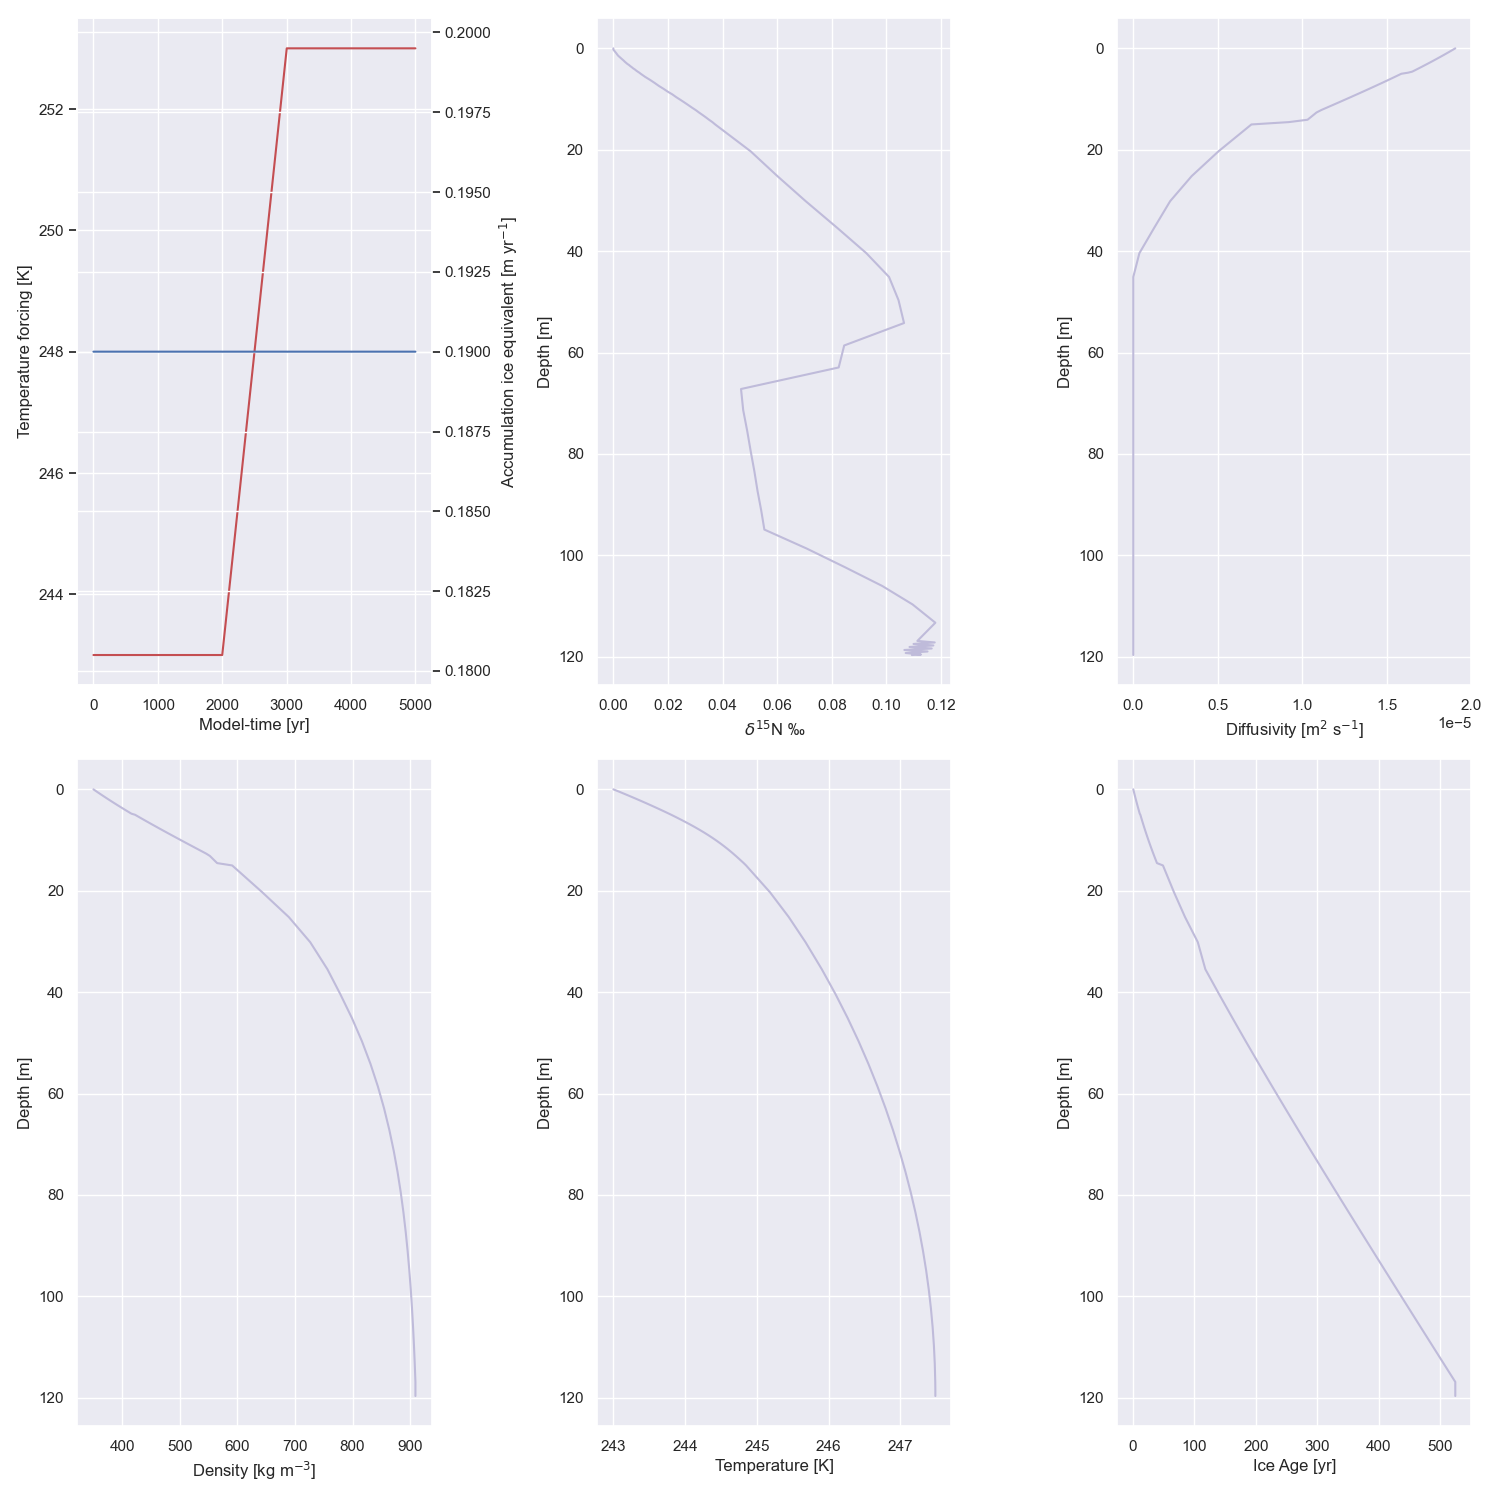 252
250
248
246
244
Temperature forcing [K]
0.2000
0.1975
0.1950
0.1925
0.1900
0.1875
0.1850
0.1825
0.1800
Accumulation ice equivalent [m yr⁻¹]
0 1000 2000 3000 4000 5000
Model-time [yr]
0
20
40
60
80
100
120
Depth [m]
0.00 0.02 0.04 0.06 0.08 0.10 0.12
δ¹⁵N ‰
0
20
40
60
80
100
120
Depth [m]
0.0 0.5 1.0 1.5 2.0
1e−5
Diffusivity [m² s⁻¹]
0
20
40
60
80
100
120
Depth [m]
400 500 600 700 800 900
Density [kg m⁻³]
0
20
40
60
80
100
120
Depth [m]
243 244 245 246 247
Temperature [K]
0
20
40
60
80
100
120
Depth [m]
0 100 200 300 400 500
Ice Age [yr]